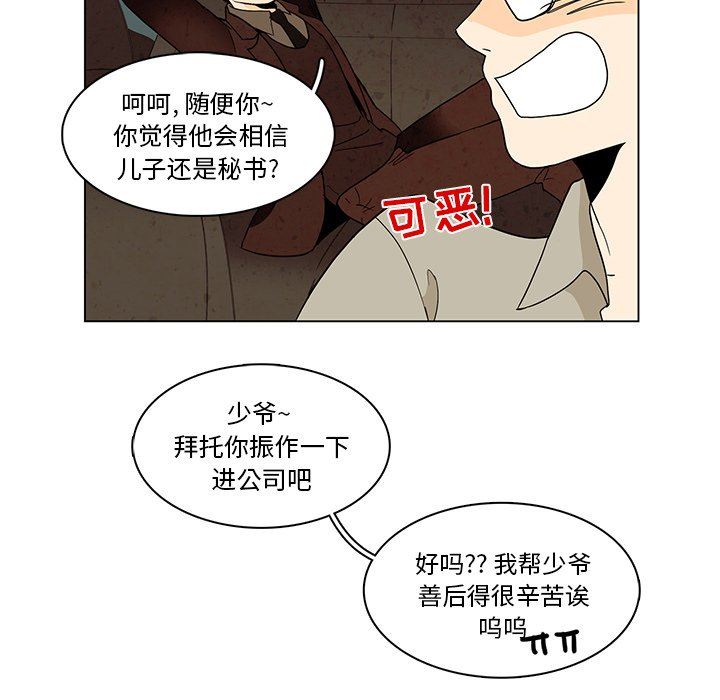 呵呵, 随便你~
你觉得他会相信
儿子还是秘书?
可恶!
少爷~
拜托你振作一下
进公司吧
好吗?? 我帮少爷
善后得很辛苦诶
呜呜
ㅠㅠ